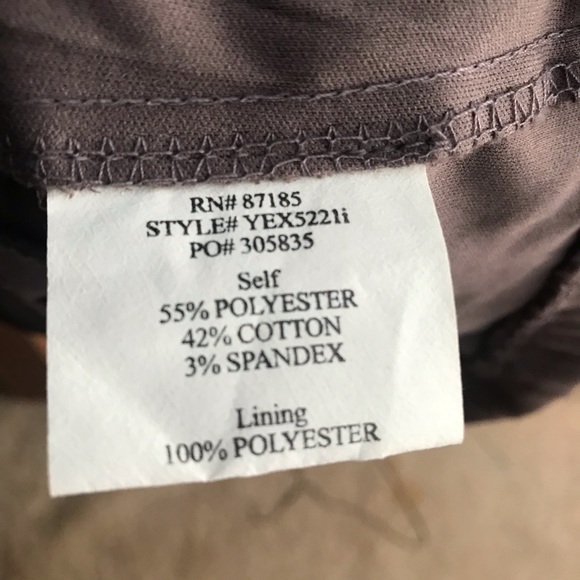 RN# 87185
STYLE# YEX5221i
PO# 305835
Self
55% POLYESTER
42% COTTON
3% SPANDEX
Lining
100% POLYESTER